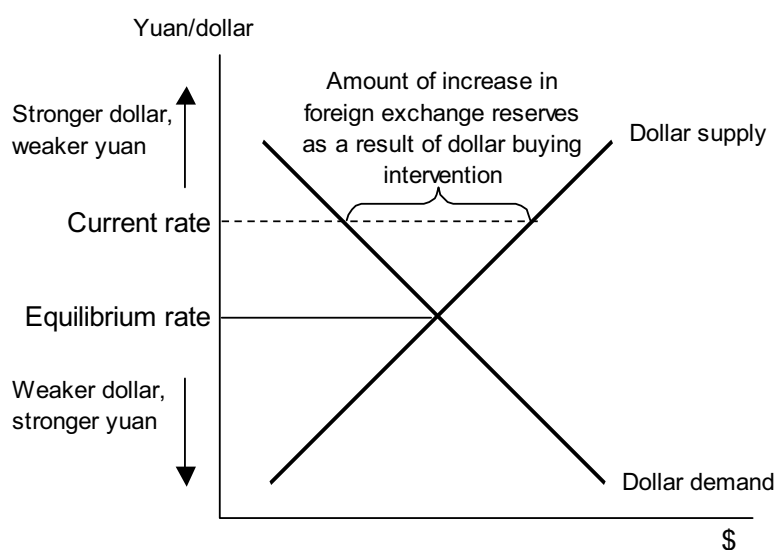 Yuan/dollar
Amount of increase in
foreign exchange reserves
as a result of dollar buying
intervention
Stronger dollar,
weaker yuan
Dollar supply
Current rate
Equilibrium rate
Weaker dollar,
stronger yuan
Dollar demand
$